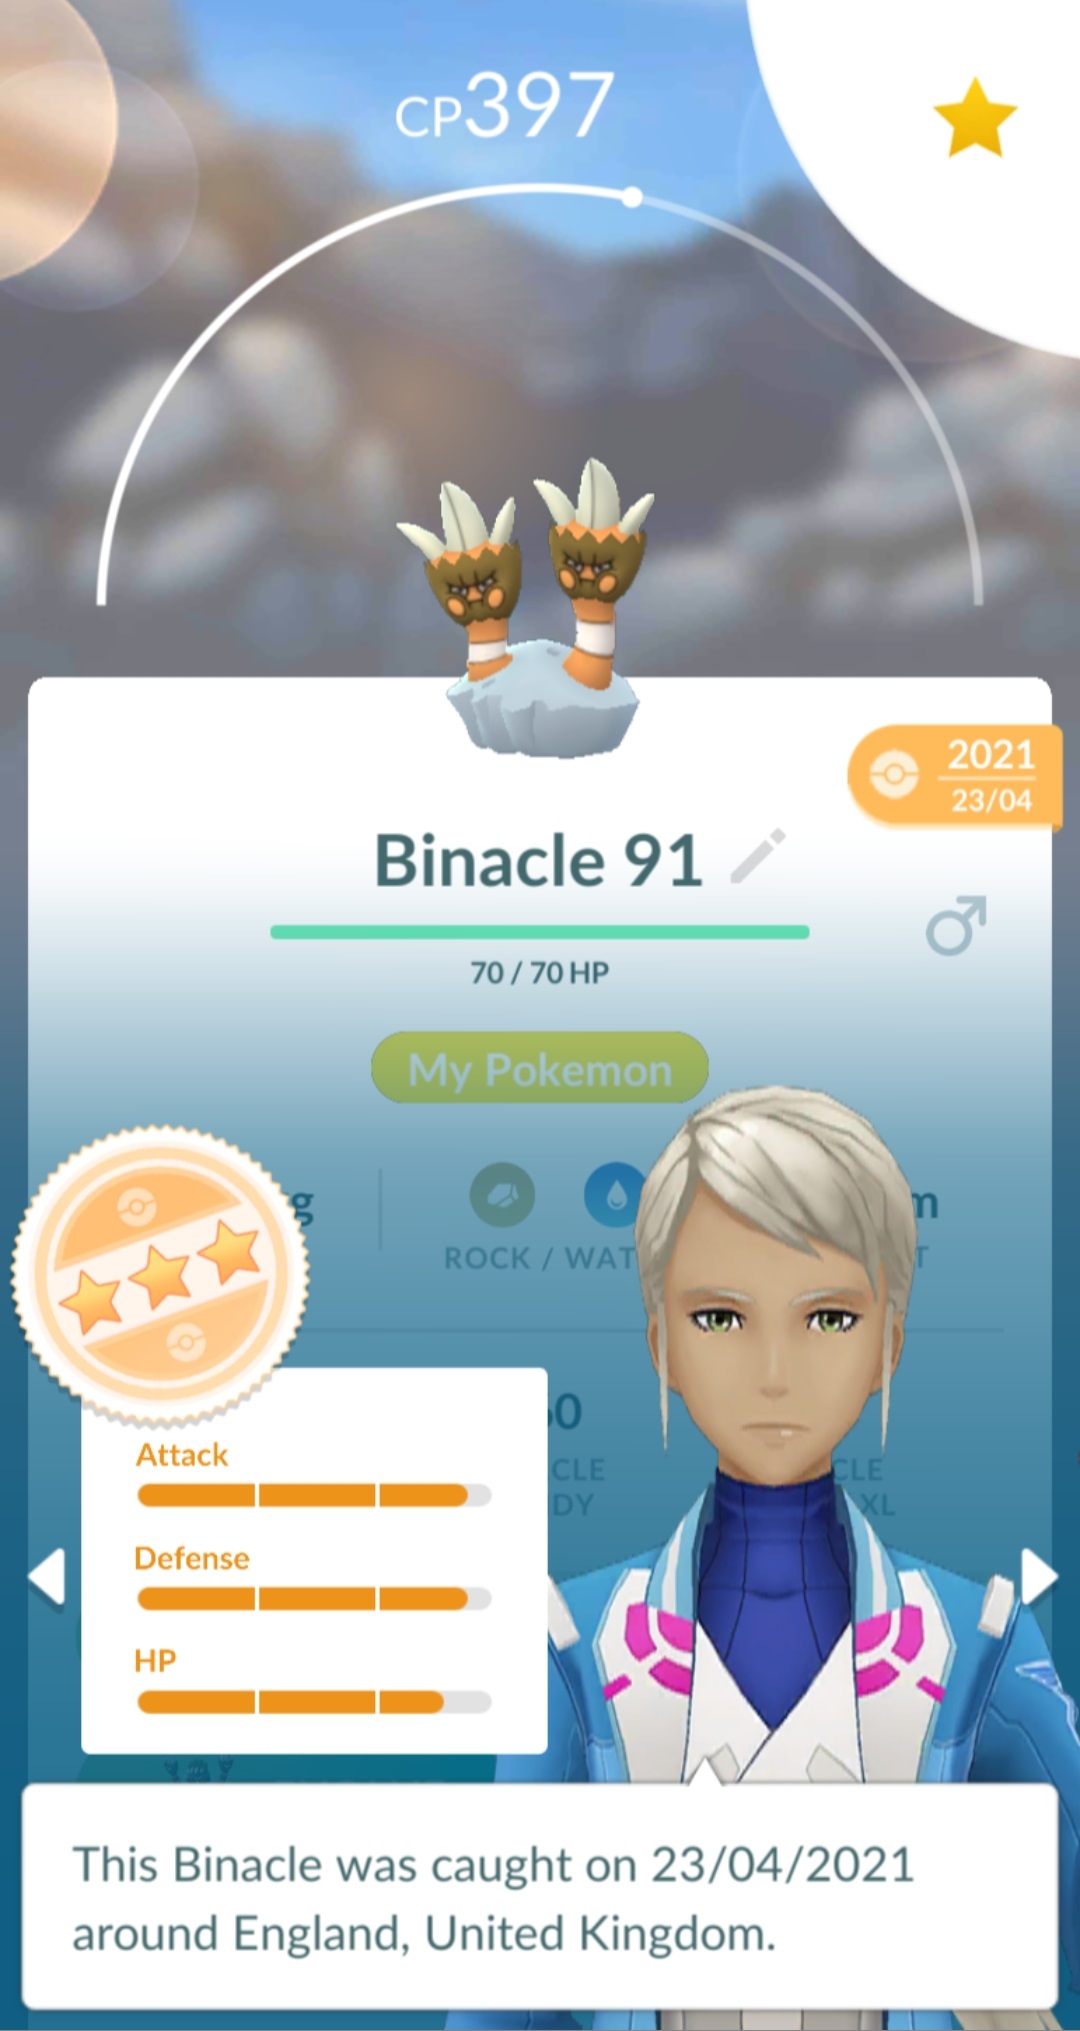 CP397
2021
23/04
Binacle 91
70 / 70 HP
My Pokemon
ROCK /
Attack
Defense
HP
This Binacle was caught on 23/04/2021
around England, United Kingdom.